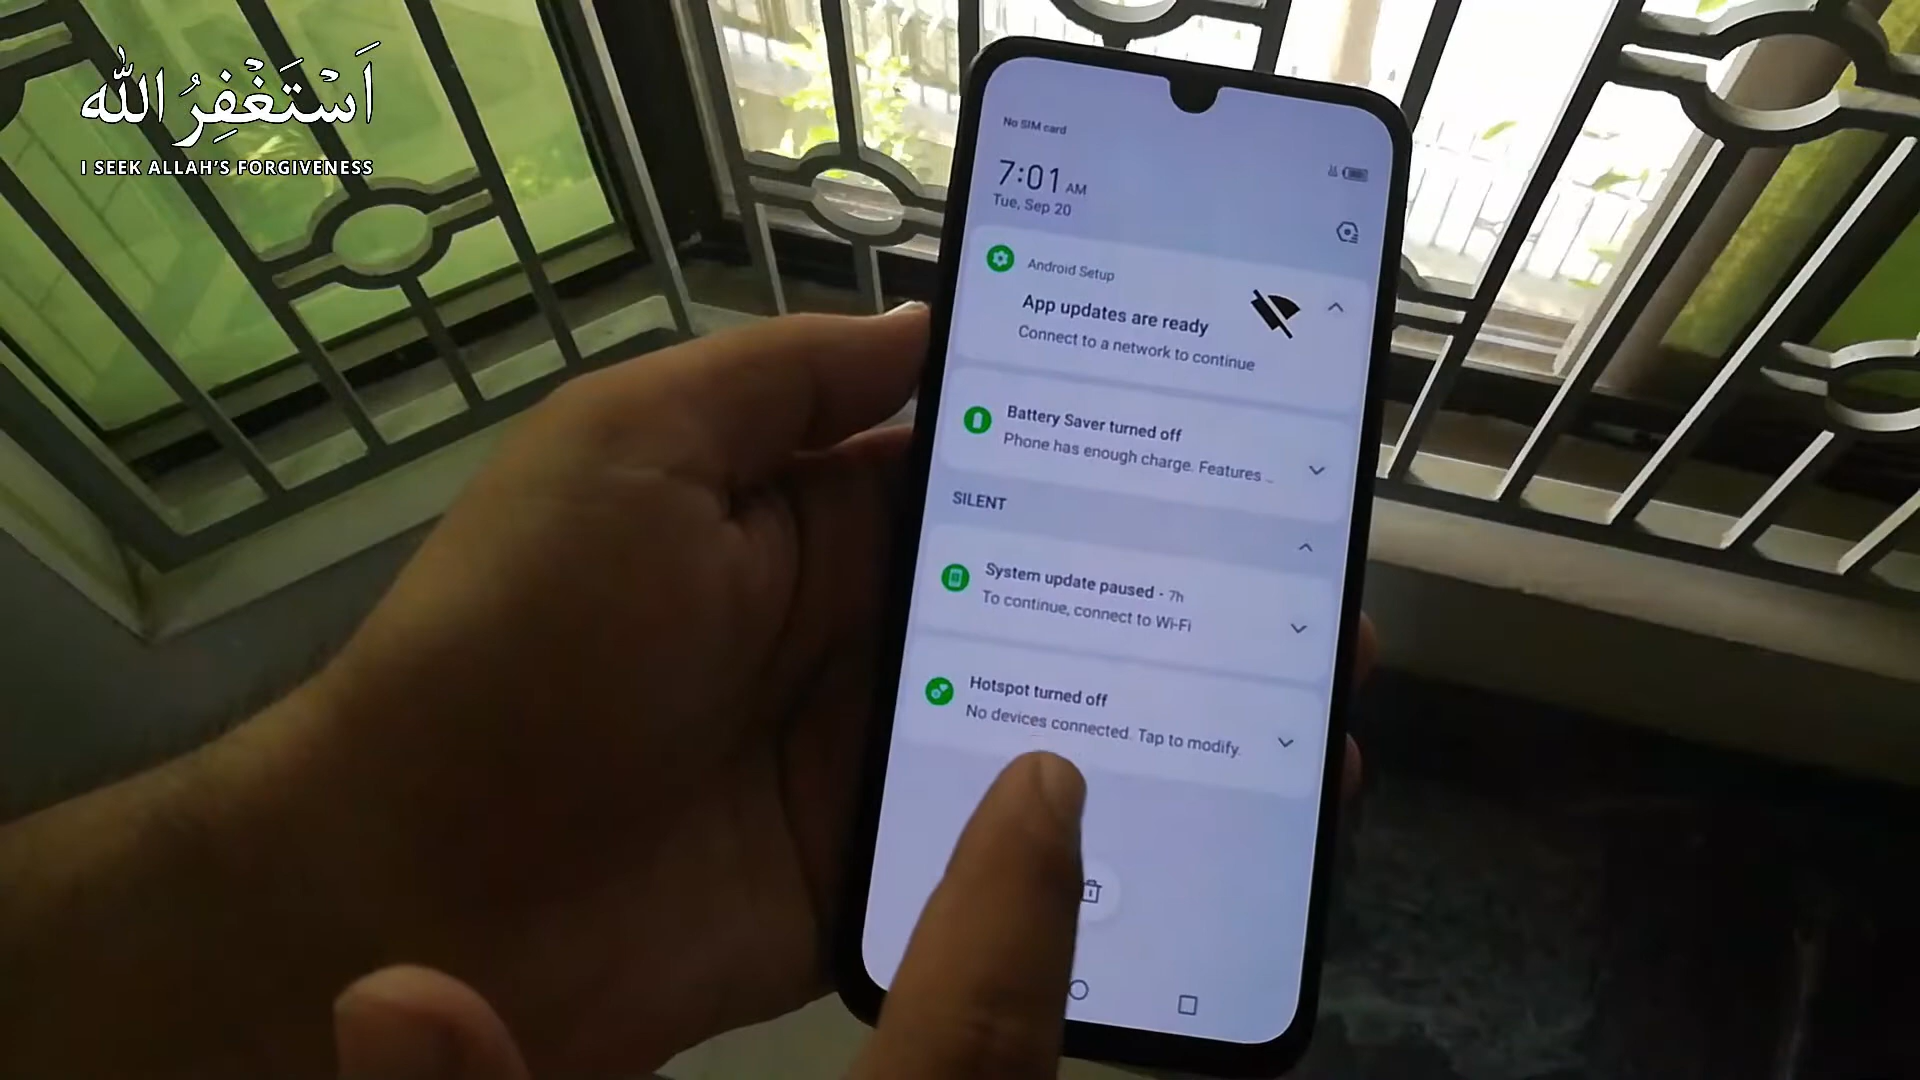 اَسْتَغْفِرُ اللّٰه
I SEEK ALLAH'S FORGIVENESS
No SIM card
7:01 AM
Tue, Sep 20
Android Setup
App updates are ready
Connect to a network to continue
Battery Saver turned off
Phone has enough charge. Features ...
SILENT
System update paused · 7h
To continue, connect to Wi-Fi
Hotspot turned off
No devices connected. Tap to modify.